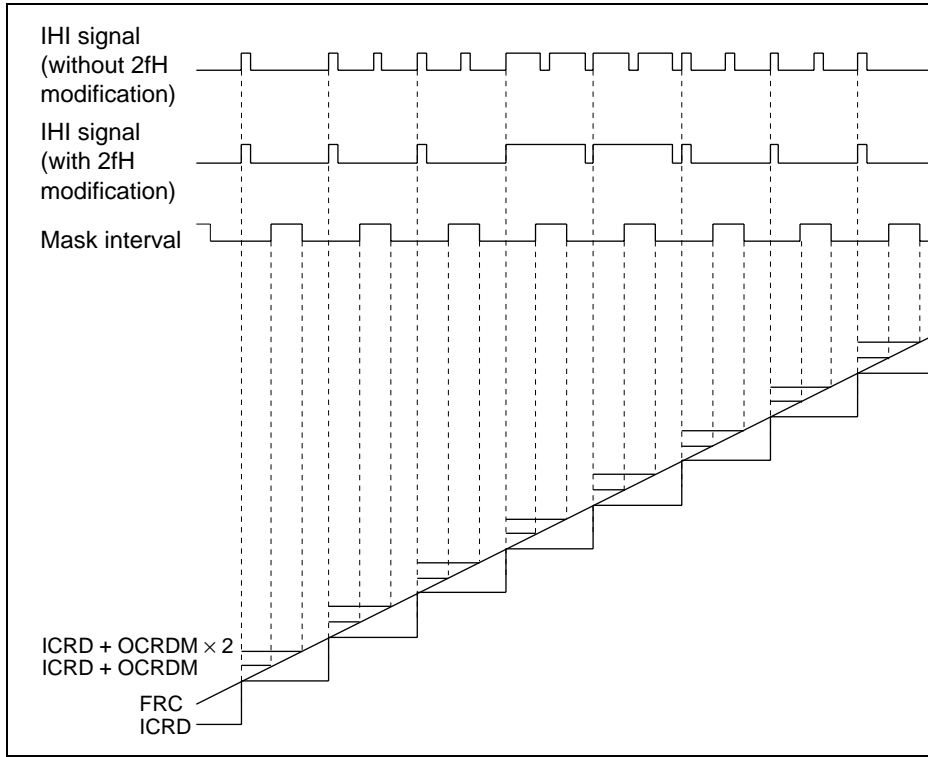 IHI signal
(without 2fH
modification)
IHI signal
(with 2fH
modification)
Mask interval
ICRD + OCRDM × 2
ICRD + OCRDM
FRC
ICRD